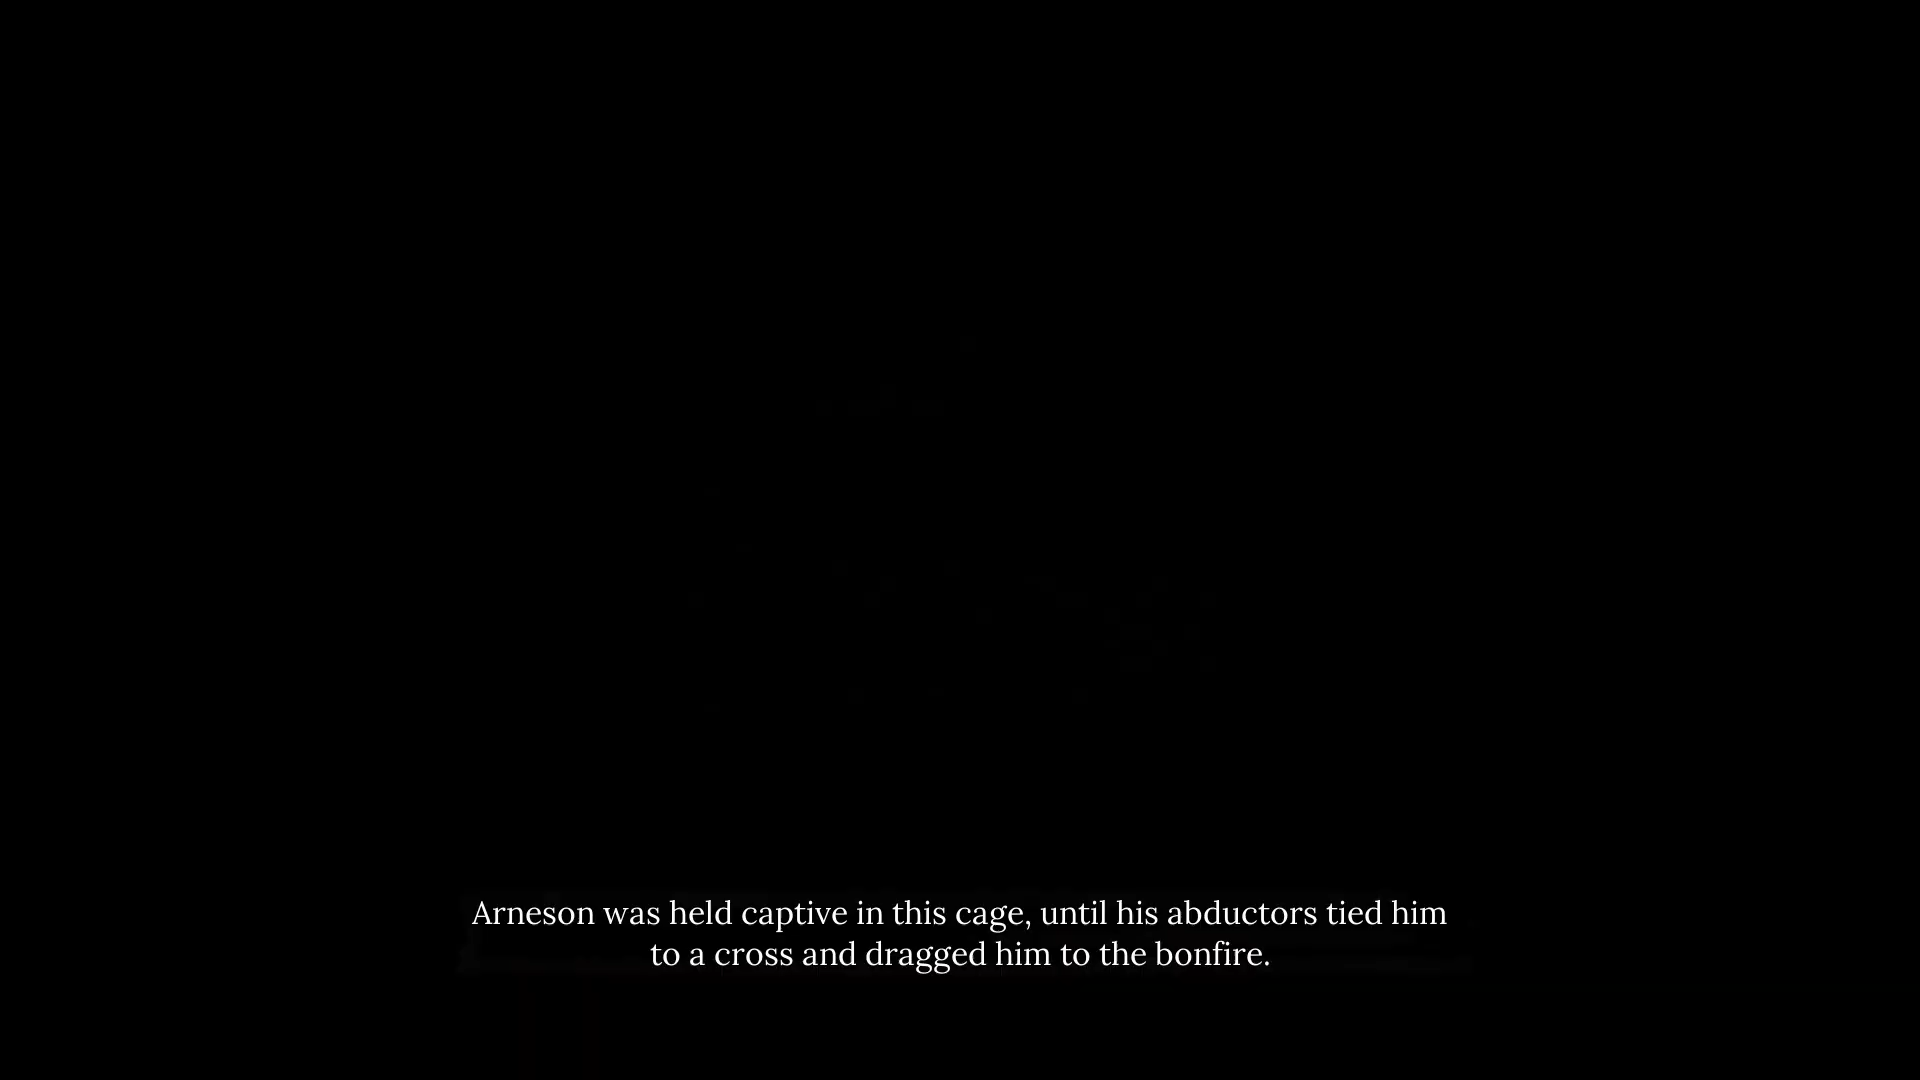 Arneson was held captive in this cage, until his abductors tied him
to a cross and dragged him to the bonfire.